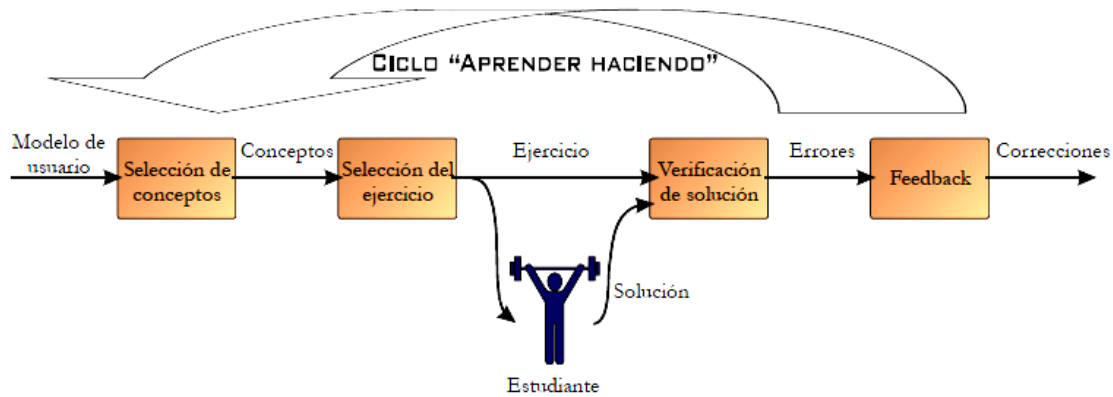 CICLO “APRENDER HACIENDO”
Modelo de
usuario
Selección de
conceptos
Conceptos
Selección del
ejercicio
Ejercicio
Verificación
de solución
Errores
Feedback
Correcciones
Solución
Estudiante